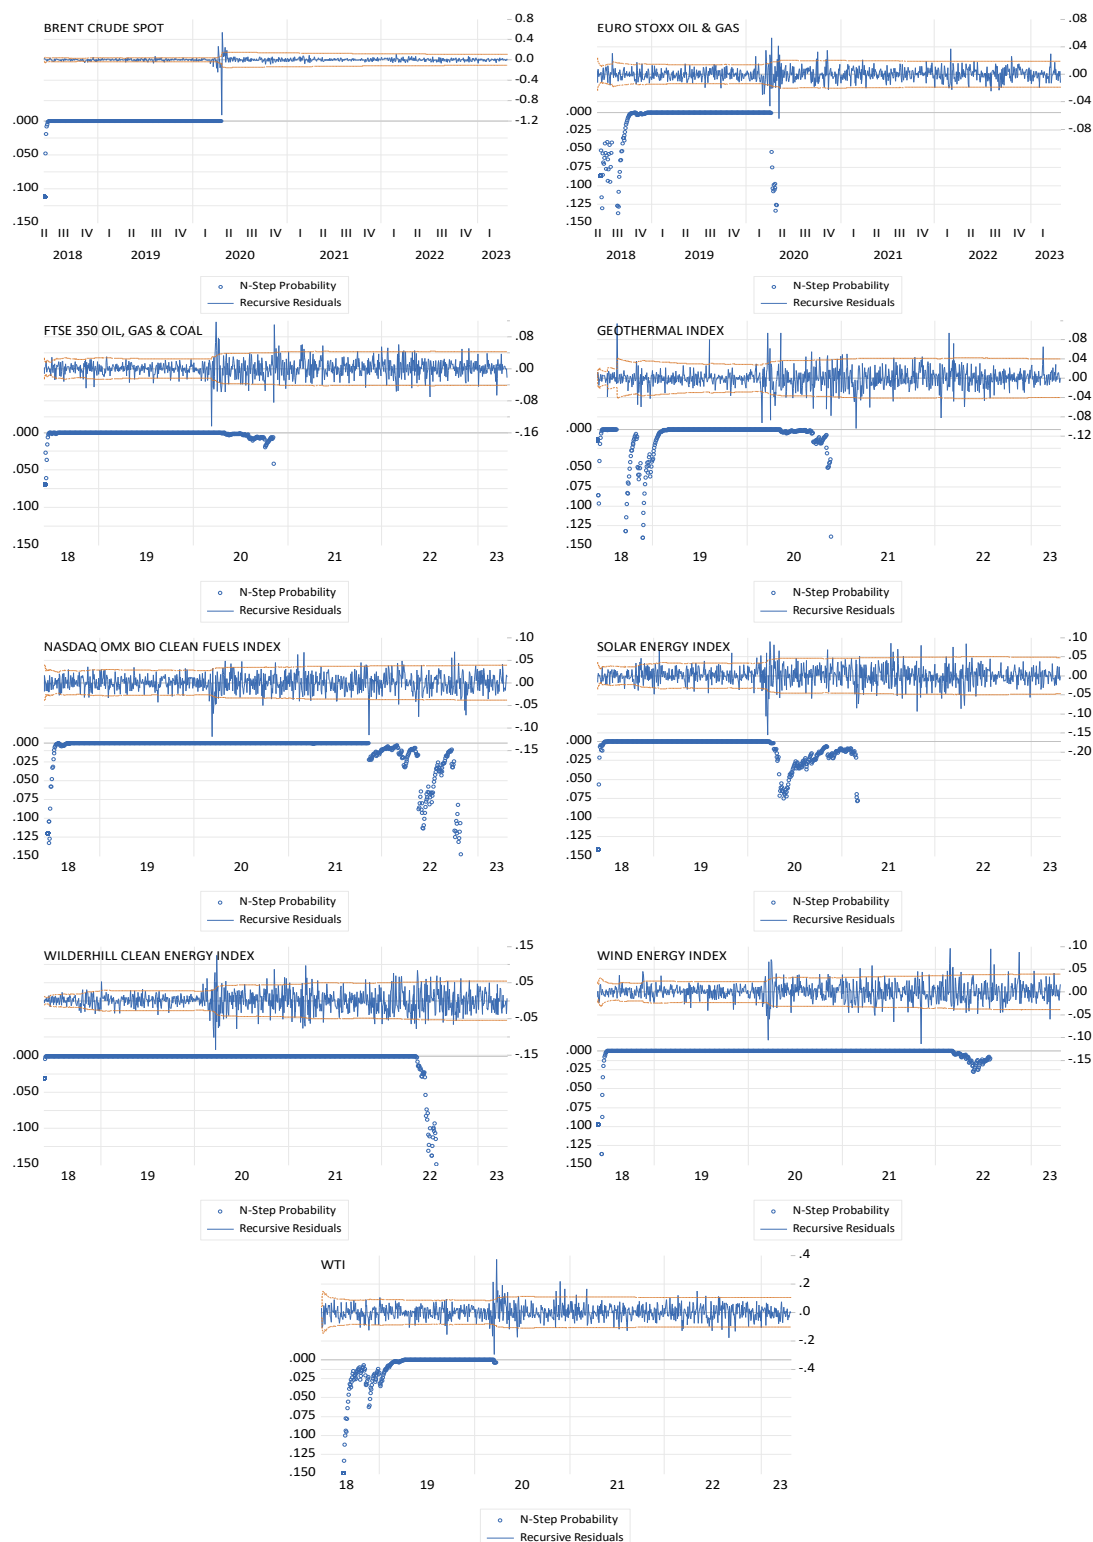 BRENT CRUDE SPOT
0.8
0.4
0.0
-0.4
-0.8
-1.2
.000
.050
.100
.150
II III IV I II III IV I II III IV I II III IV I II III IV I
2018 2019 2020 2021 2022 2023
N-Step Probability
Recursive Residuals
EURO STOXX OIL & GAS
.08
.04
.00
-.04
-.08
.000
.025
.050
.075
.100
.125
.150
II III IV I II III IV I II III IV I II III IV I II III IV I
2018 2019 2020 2021 2022 2023
N-Step Probability
Recursive Residuals
FTSE 350 OIL, GAS & COAL
.08
.00
-.08
-.16
.000
.050
.100
.150
18 19 20 21 22 23
N-Step Probability
Recursive Residuals
GEOTHERMAL INDEX
.08
.04
.00
-.04
-.08
-.12
.000
.050
.075
.100
.125
.150
18 19 20 21 22 23
N-Step Probability
Recursive Residuals
NASDAQ OMX BIO CLEAN FUELS INDEX
.10
.05
.00
-.05
-.10
-.15
.000
.025
.050
.075
.100
.125
.150
18 19 20 21 22 23
N-Step Probability
Recursive Residuals
SOLAR ENERGY INDEX
.10
.05
.00
-.05
-.10
-.15
-.20
.000
.025
.050
.075
.100
.125
.150
18 19 20 21 22 23
N-Step Probability
Recursive Residuals
WILDERHILL CLEAN ENERGY INDEX
.15
.05
-.05
-.15
.000
.050
.100
.150
18 19 20 21 22 23
N-Step Probability
Recursive Residuals
WIND ENERGY INDEX
.10
.05
.00
-.05
-.10
-.15
.000
.025
.050
.075
.100
.125
.150
18 19 20 21 22 23
N-Step Probability
Recursive Residuals
WTI
.4
.2
.0
-.2
-.4
.000
.025
.050
.075
.100
.125
.150
18 19 20 21 22 23
N-Step Probability
Recursive Residuals